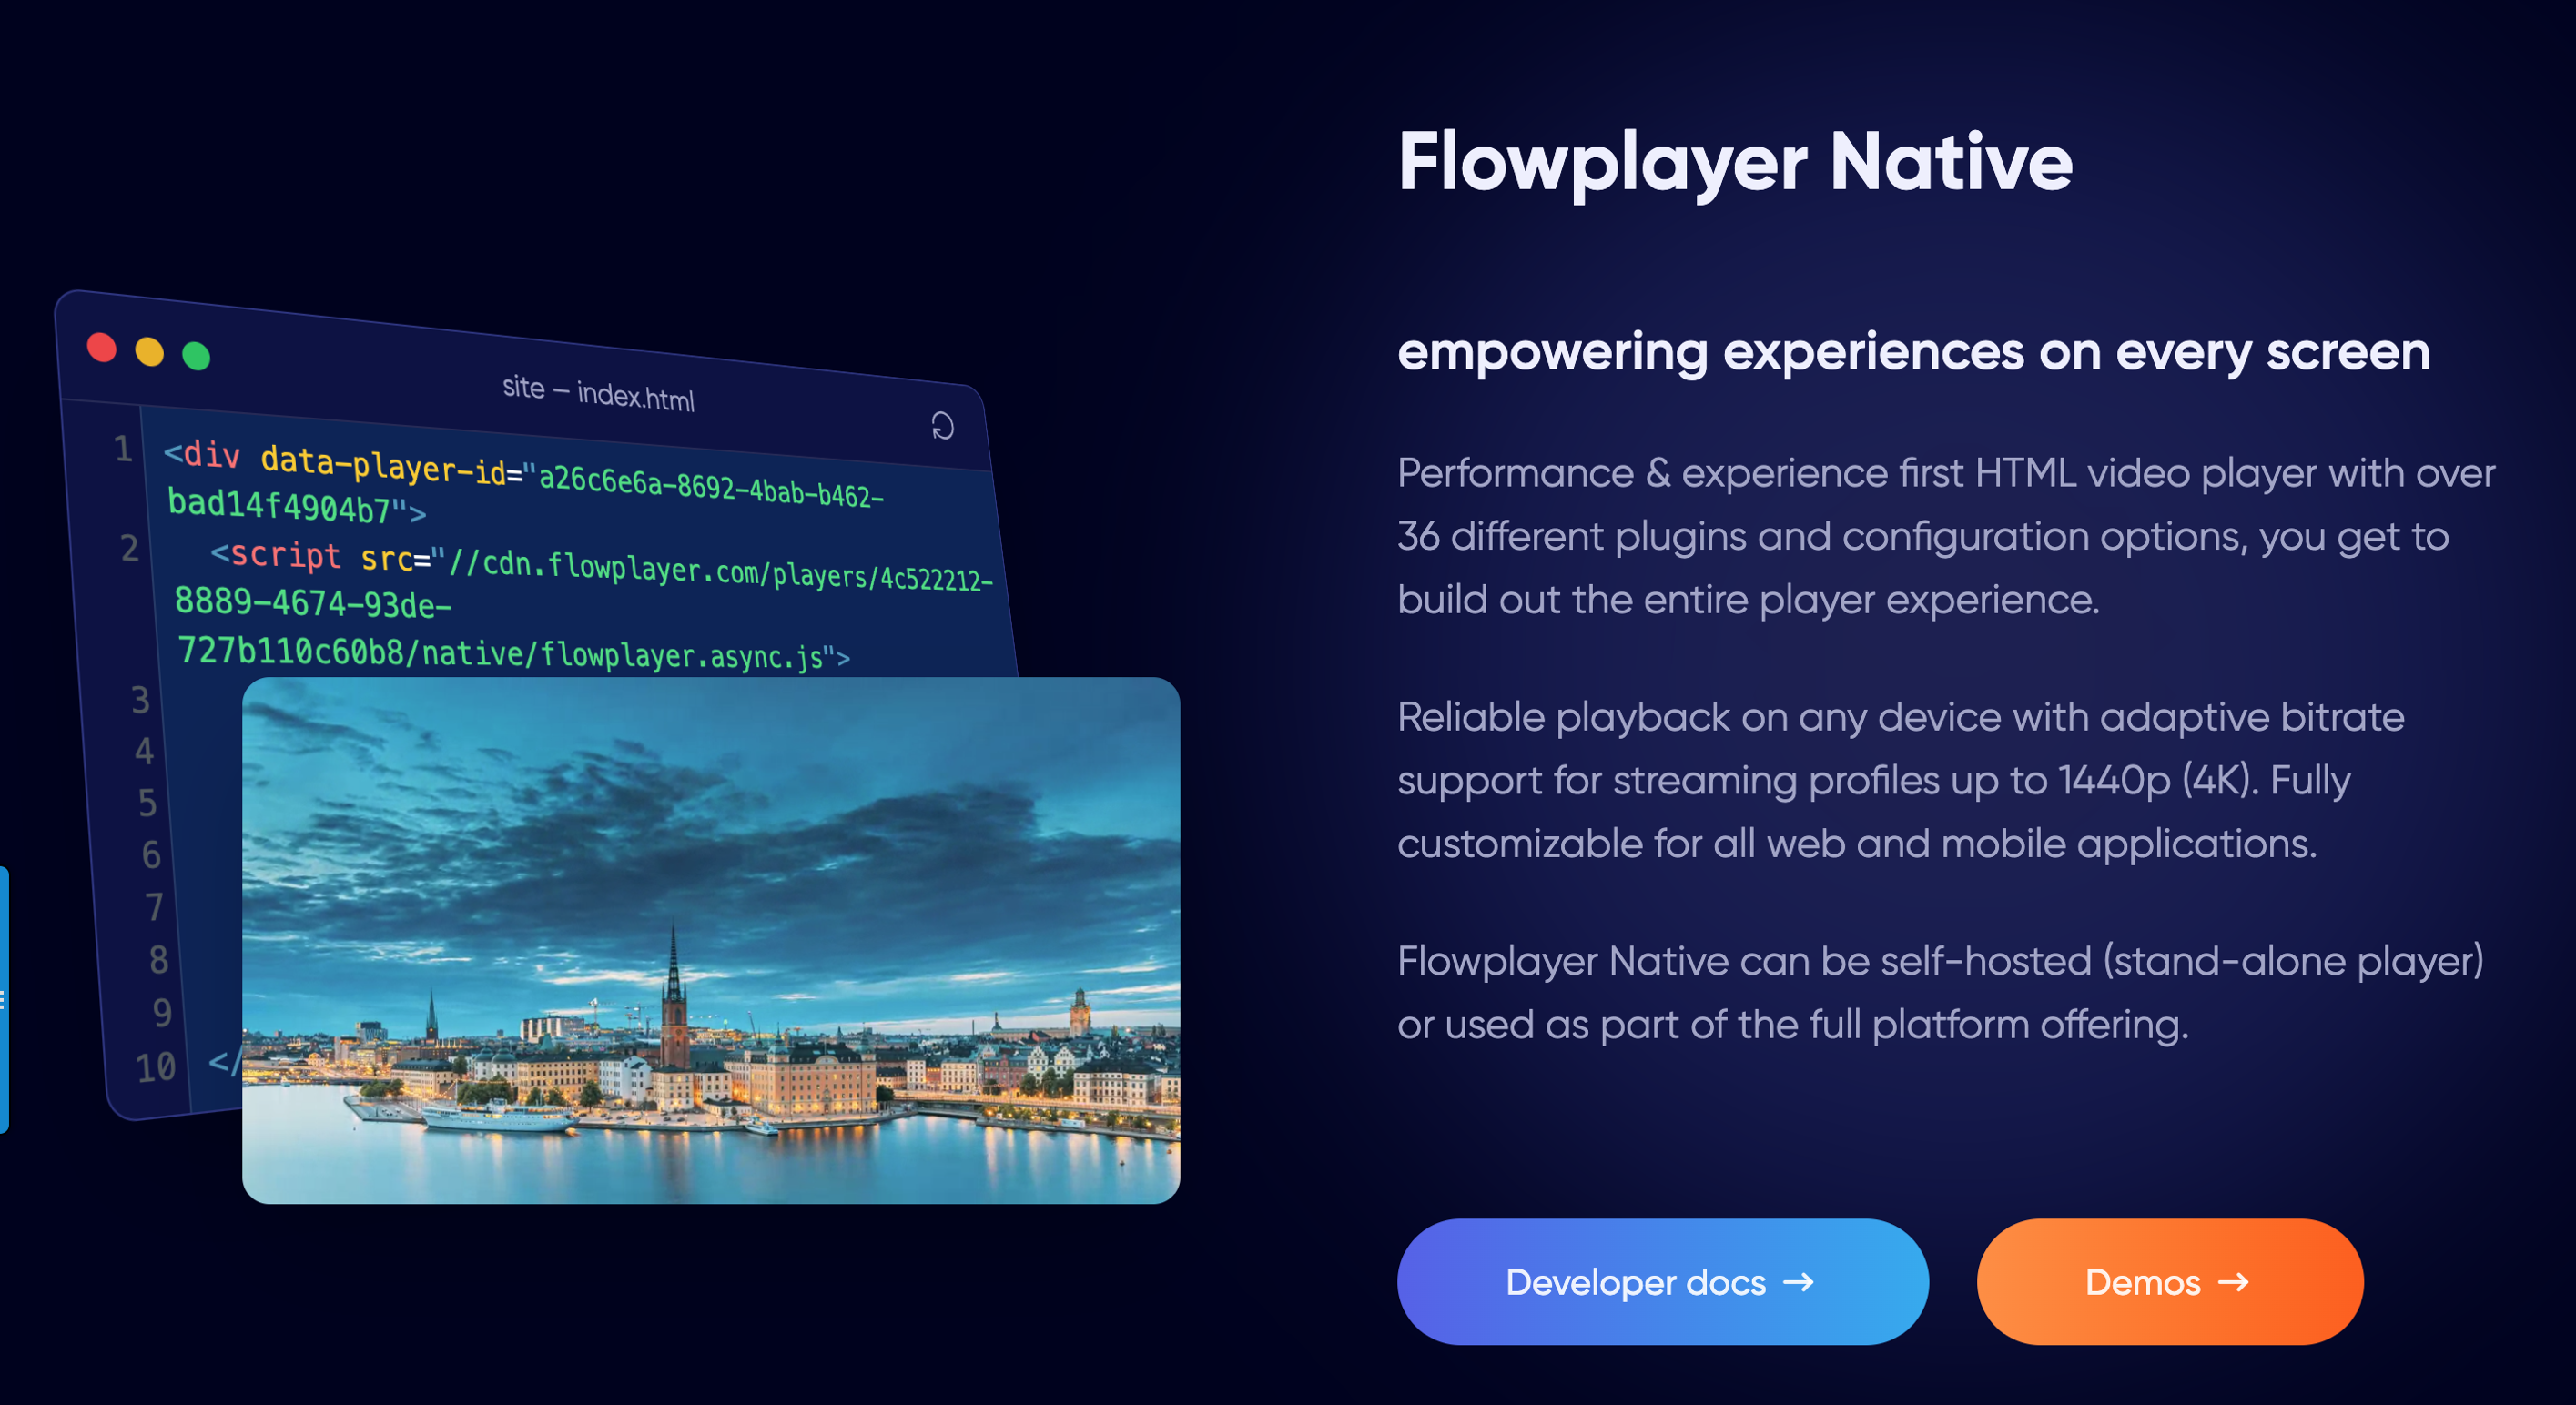 site – index.html
1 <div data-player-id="a26c6e6a-8692-4bab-b462-
bad14f4904b7">
2 <script src="//cdn.flowplayer.com/players/4c522212-
8889-4674-93de-
727b110c60b8/native/flowplayer.async.js">
3
4
5
6
7
8
9
10 </
Flowplayer Native
empowering experiences on every screen
Performance & experience first HTML video player with over
36 different plugins and configuration options, you get to
build out the entire player experience.
Reliable playback on any device with adaptive bitrate
support for streaming profiles up to 1440p (4K). Fully
customizable for all web and mobile applications.
Flowplayer Native can be self-hosted (stand-alone player)
or used as part of the full platform offering.
Developer docs →
Demos →